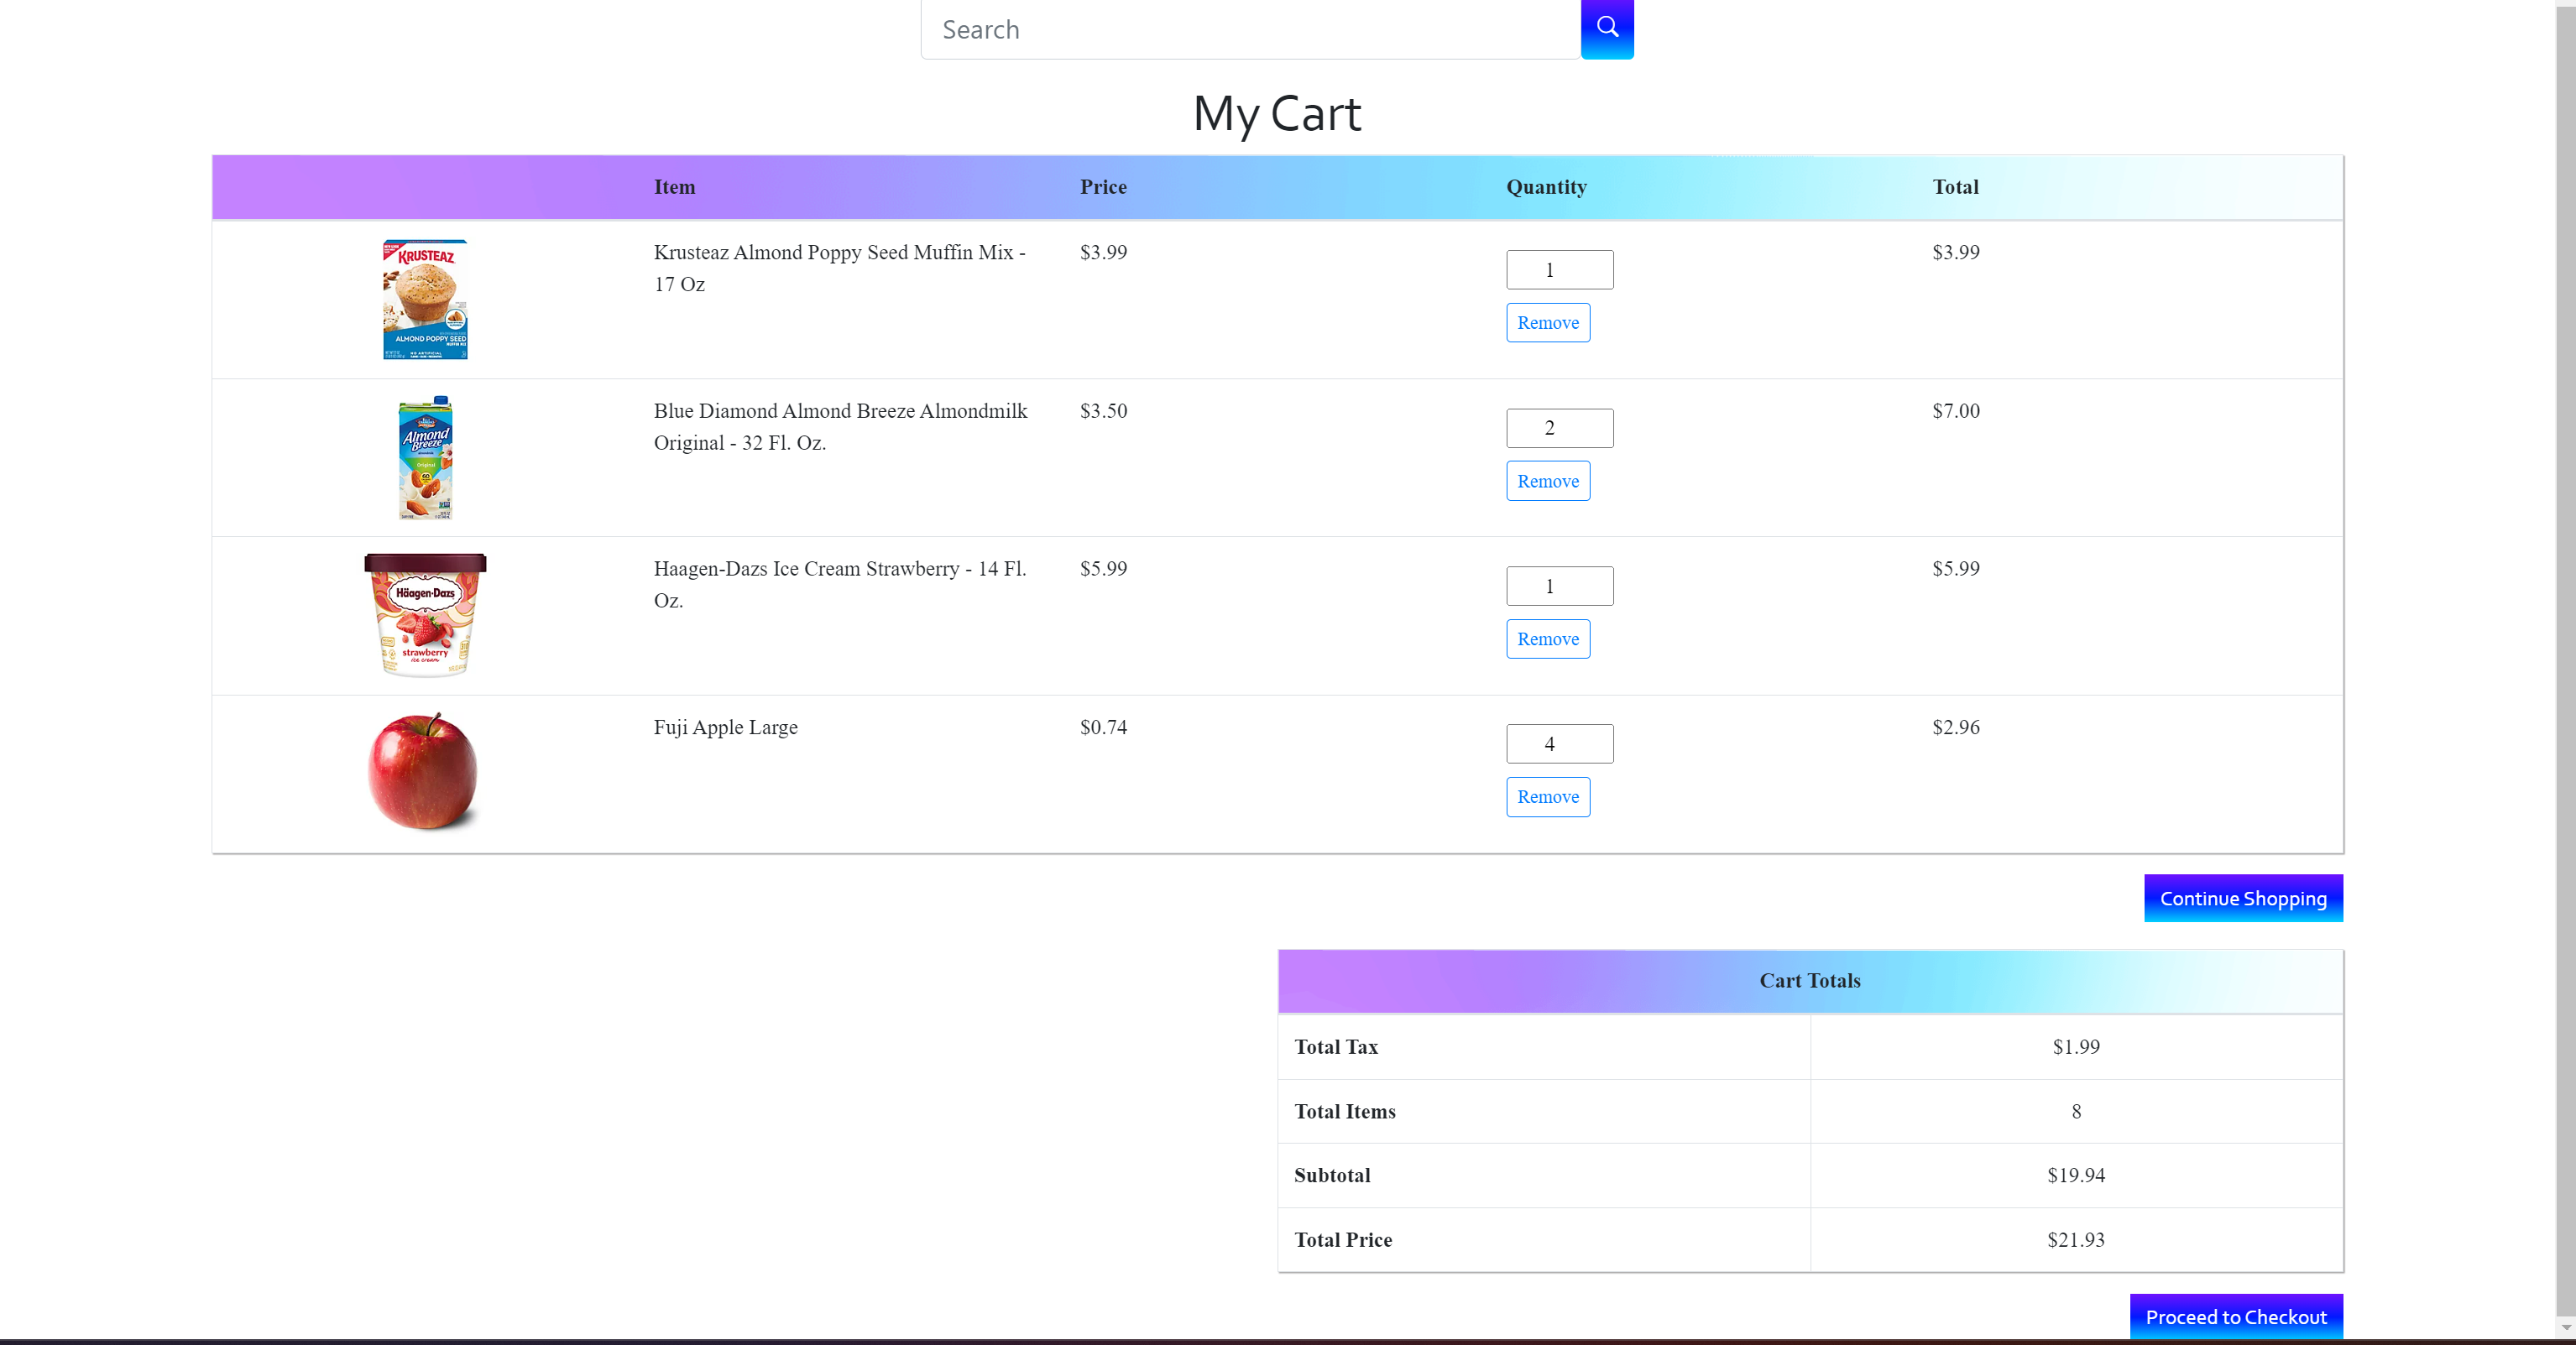 Search
My Cart
Item Price Quantity Total
KRUSTEAZ
ALMOND POPPY SEED
MUFFIN MIX
Krusteaz Almond Poppy Seed Muffin Mix -
17 Oz
$3.99
1
Remove
$3.99
Almond
Breeze
Original
Blue Diamond Almond Breeze Almondmilk
Original - 32 Fl. Oz.
$3.50
2
Remove
$7.00
Häagen-Dazs
strawberry
ice cream
Haagen-Dazs Ice Cream Strawberry - 14 Fl.
Oz.
$5.99
1
Remove
$5.99
Fuji Apple Large
$0.74
4
Remove
$2.96
Continue Shopping
Cart Totals
Total Tax $1.99
Total Items 8
Subtotal $19.94
Total Price $21.93
Proceed to Checkout